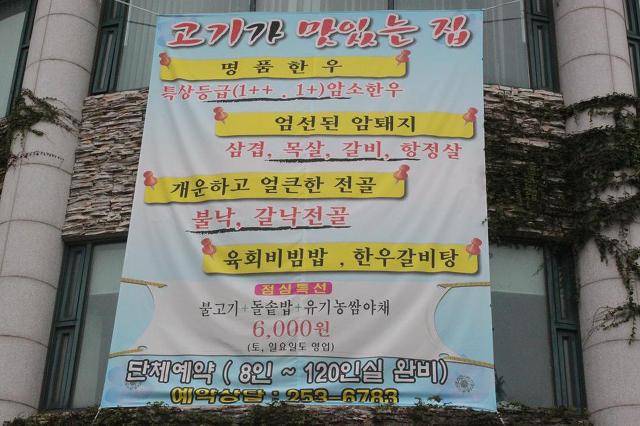 고기가 맛있는 집
명품한우
특상등급(1++ . 1+)암소한우
엄선된 암퇘지
삼겹, 목살, 갈비, 항정살
개운하고 얼큰한 전골
불낙, 갈낙전골
육회비빔밥 , 한우갈비탕
점심특선
불고기+돌솥밥+유기농쌈야채
6,000원
(토, 일요일도 영업)
단체예약 ( 8인 ~ 120인실 완비)
예약상담 : 253-6783